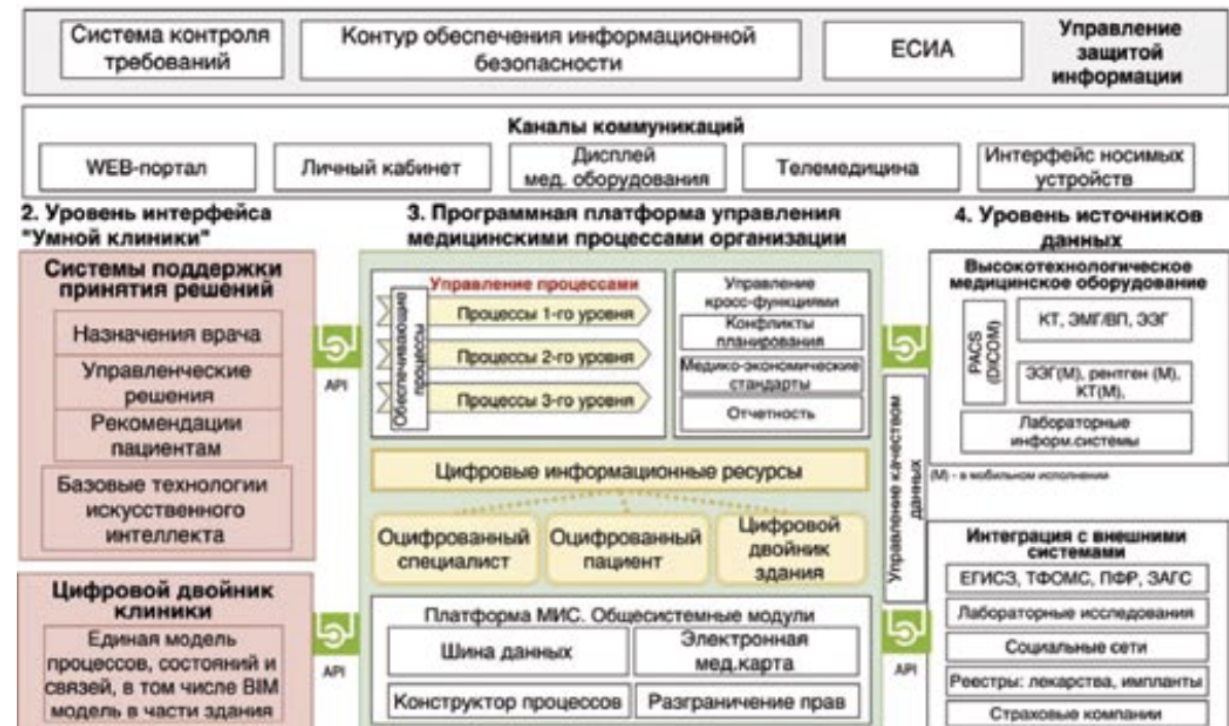 Система контроля
требований
Контур обеспечения информационной
безопасности
ЕСИА
Управление
защитой
информации
Каналы коммуникаций
WEB-портал
Личный кабинет
Дисплей
мед. оборудования
Телемедицина
Интерфейс носимых
устройств
2. Уровень интерфейса
"Умной клиники"
Системы поддержки
принятия решений
Назначения врача
Управленческие
решения
Рекомендации
пациентам
Базовые технологии
искусственного
интеллекта
Цифровой двойник
клиники
Единая модель
процессов, состояний и
связей, в том числе BIM
модель в части здания
API
API
3. Программная платформа управления
медицинскими процессами организации
Обеспечивающие
процессы
Управление процессами
Процессы 1-го уровня
Процессы 2-го уровня
Процессы 3-го уровня
Управление
кросс-функциями
Конфликты
планирования
Медико-экономические
стандарты
Отчетность
Цифровые информационные ресурсы
Оцифрованный
специалист
Оцифрованный
пациент
Цифровой
двойник
здания
Платформа МИС. Общесистемные модули
Шина данных
Электронная
мед.карта
Конструктор процессов
Разграничение прав
Управление качеством
данных
API
4. Уровень источников
данных
Высокотехнологическое
медицинское оборудование
PACS
(DICOM)
КТ, ЭМГ/ВП, ЭЭГ
ЭЭГ(М), рентген (М),
КТ(М),
Лабораторные
информ.системы
(М) - в мобильном исполнении
Интеграция с внешними
системами
ЕГИСЗ, ТФОМС, ПФР, ЗАГС
Лабораторные исследования
Социальные сети
Реестры: лекарства, импланты
Страховые компании